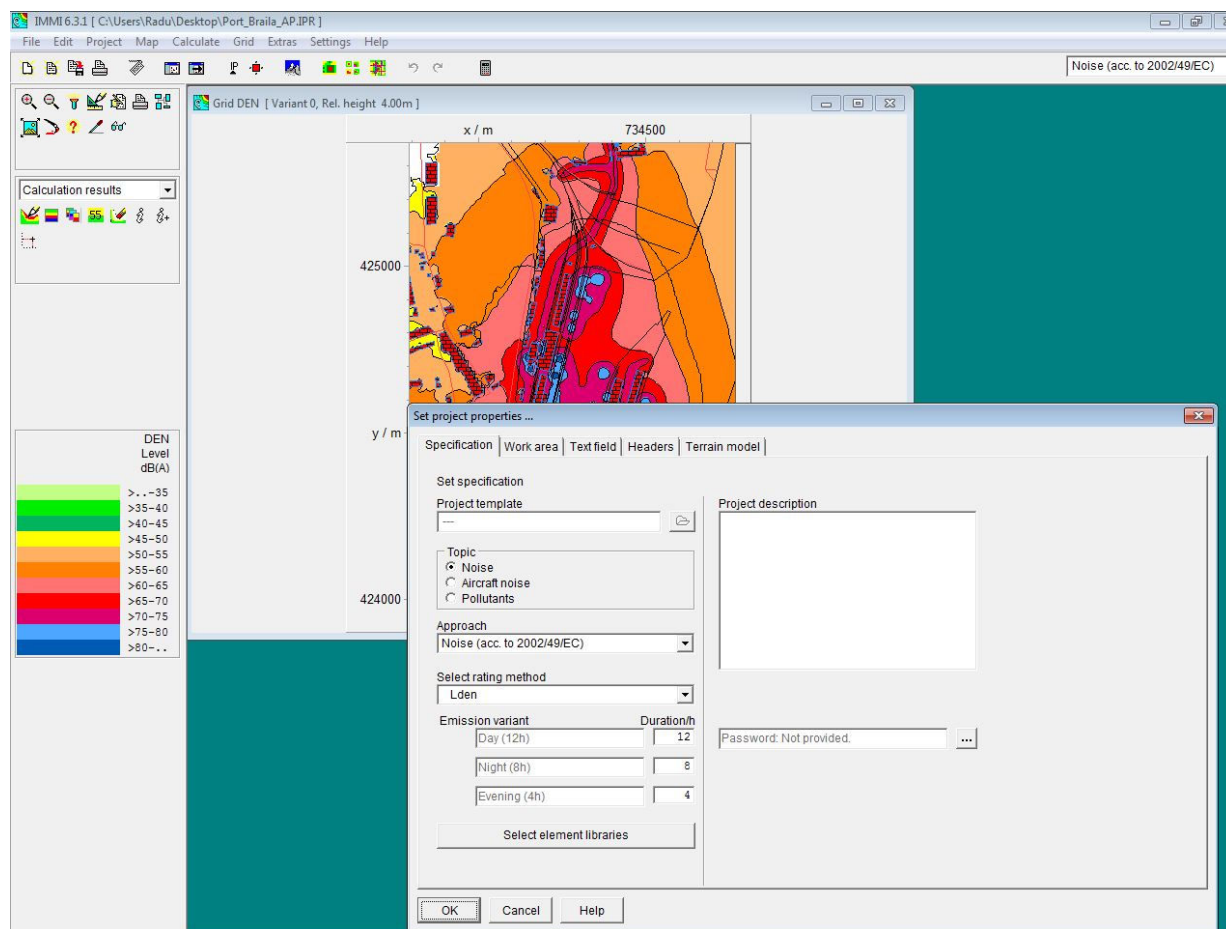 IMMI 6.3.1 [ C:\Users\Radu\Desktop\Port_Braila_AP.IPR ]
File Edit Project Map Calculate Grid Extras Settings Help
Noise (acc. to 2002/49/EC)
Grid DEN [ Variant 0, Rel. height 4.00m ]
x / m 734500
Calculation results
55
425000
y / m
424000
DEN
Level
dB(A)
>..-35
>35-40
>40-45
>45-50
>50-55
>55-60
>60-65
>65-70
>70-75
>75-80
>80-..
Set project properties ...
Specification Work area Text field Headers Terrain model
Set specification
Project template
---
Topic
Noise
Aircraft noise
Pollutants
Approach
Noise (acc. to 2002/49/EC)
Select rating method
Lden
Emission variant Duration/h
Day (12h) 12
Night (8h) 8
Evening (4h) 4
Select element libraries
Project description
Password: Not provided.
...
OK Cancel Help